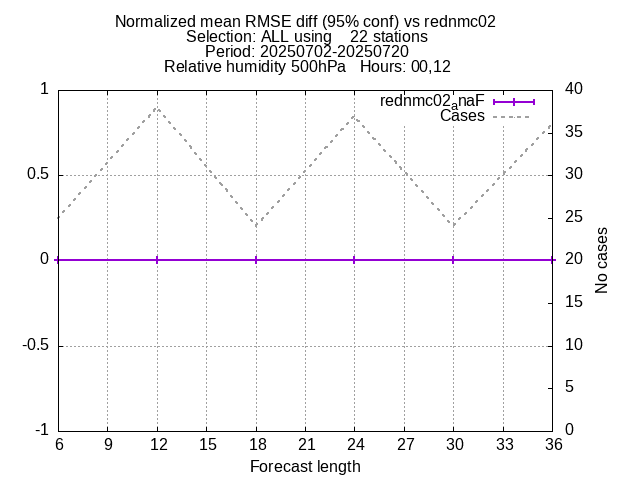 Normalized mean RMSE diff (95% conf) vs rednmc02
Selection: ALL using    22 stations
Period: 20250702-20250720
Relative humidity 500hPa   Hours: 00,12
1
0.5
0
-0.5
-1
rednmc02anaF
Cases
40
35
30
25
20
15
10
5
0
No cases
6 9 12 15 18 21 24 27 30 33 36
Forecast length